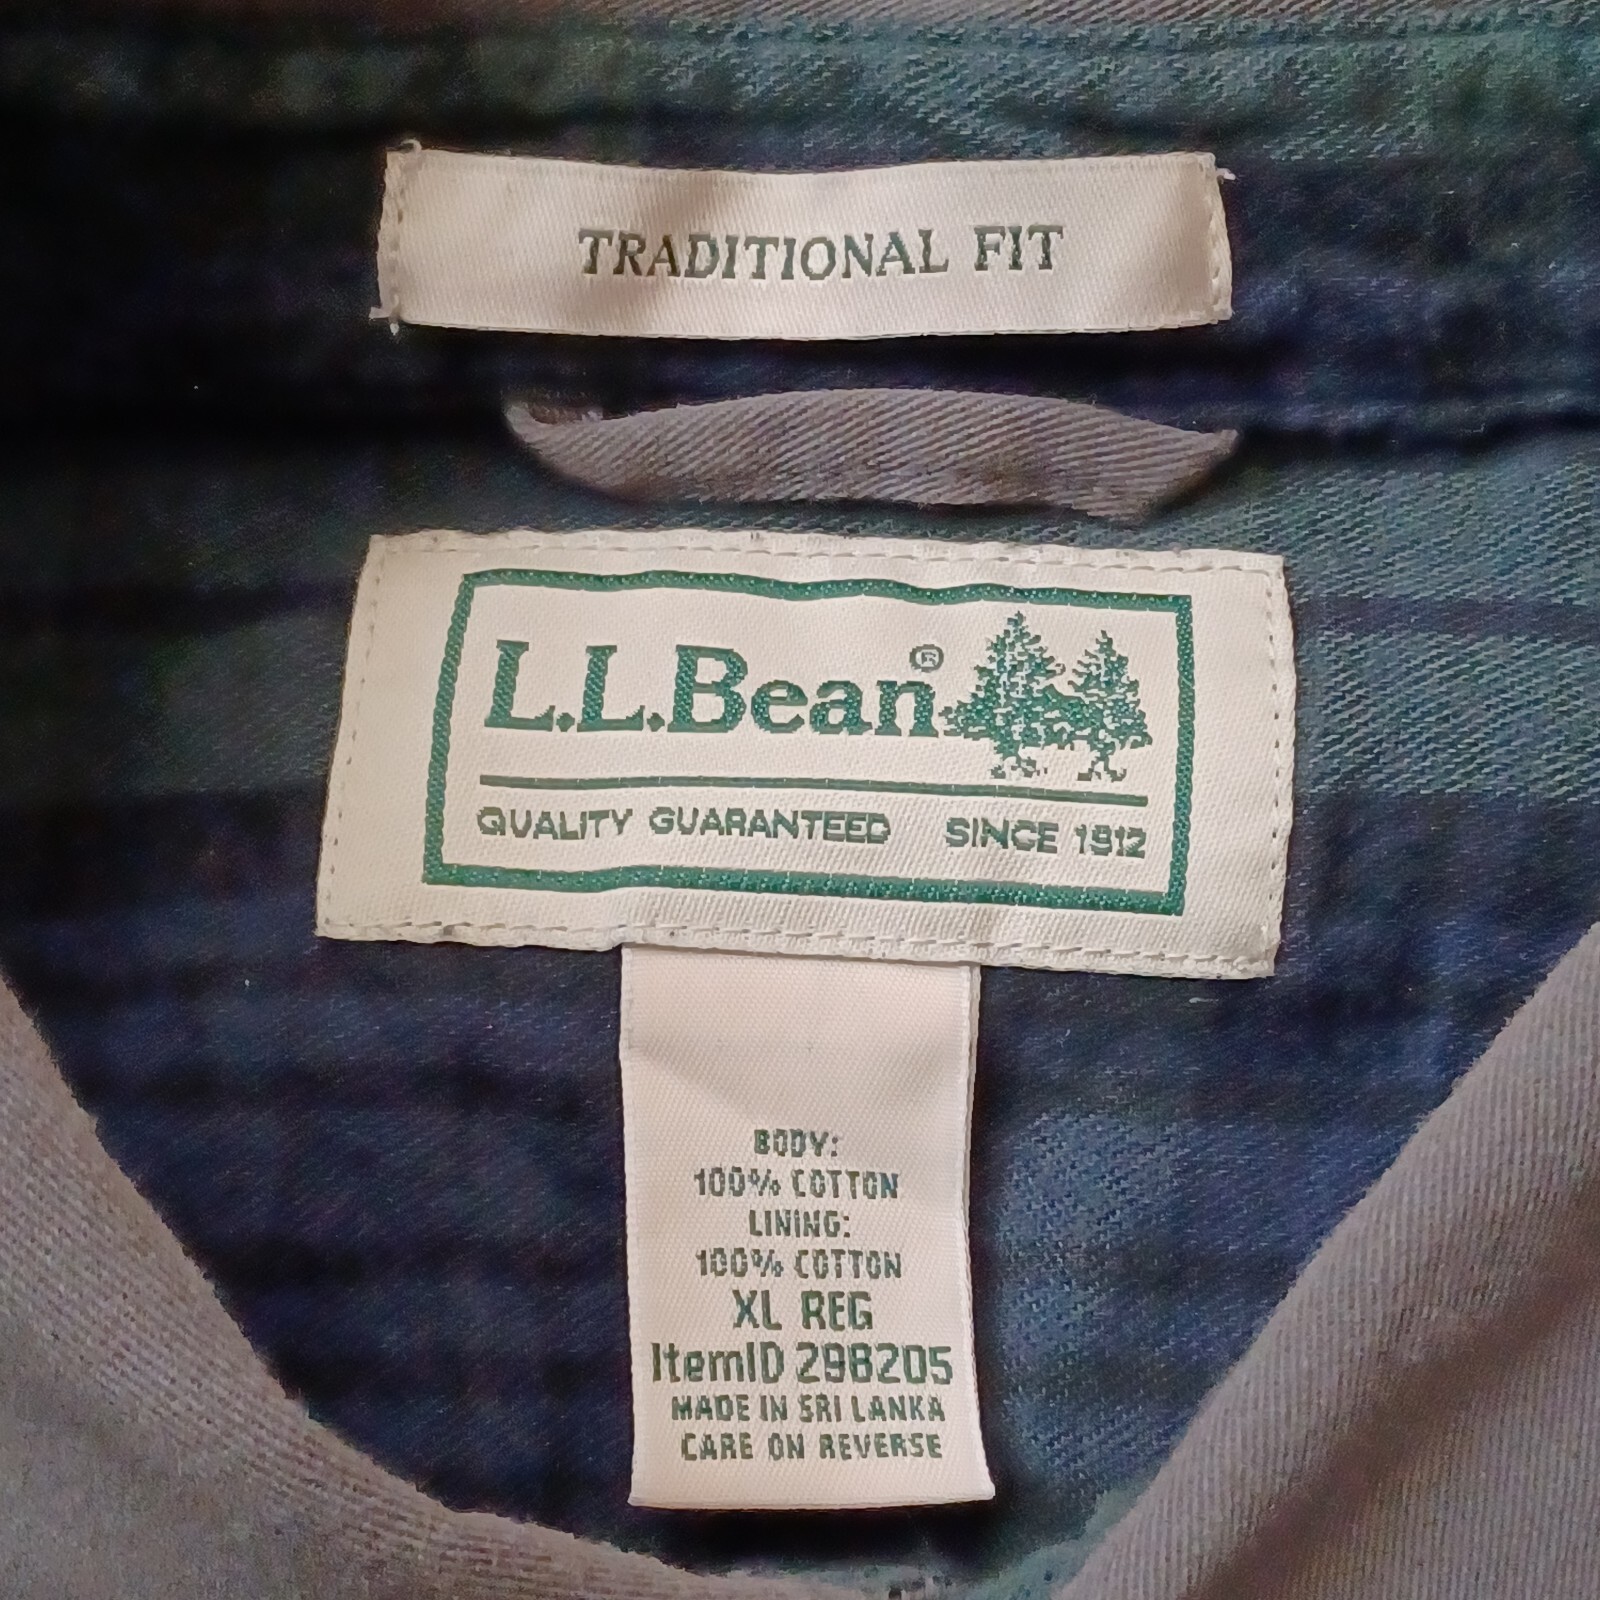 TRADITIONAL FIT
L.L.Bean®
QUALITY GUARANTEED SINCE 1912
BODY:
100% COTTON
LINING:
100% COTTON
XL REG
ItemID 298205
MADE IN SRI LANKA
CARE ON REVERSE